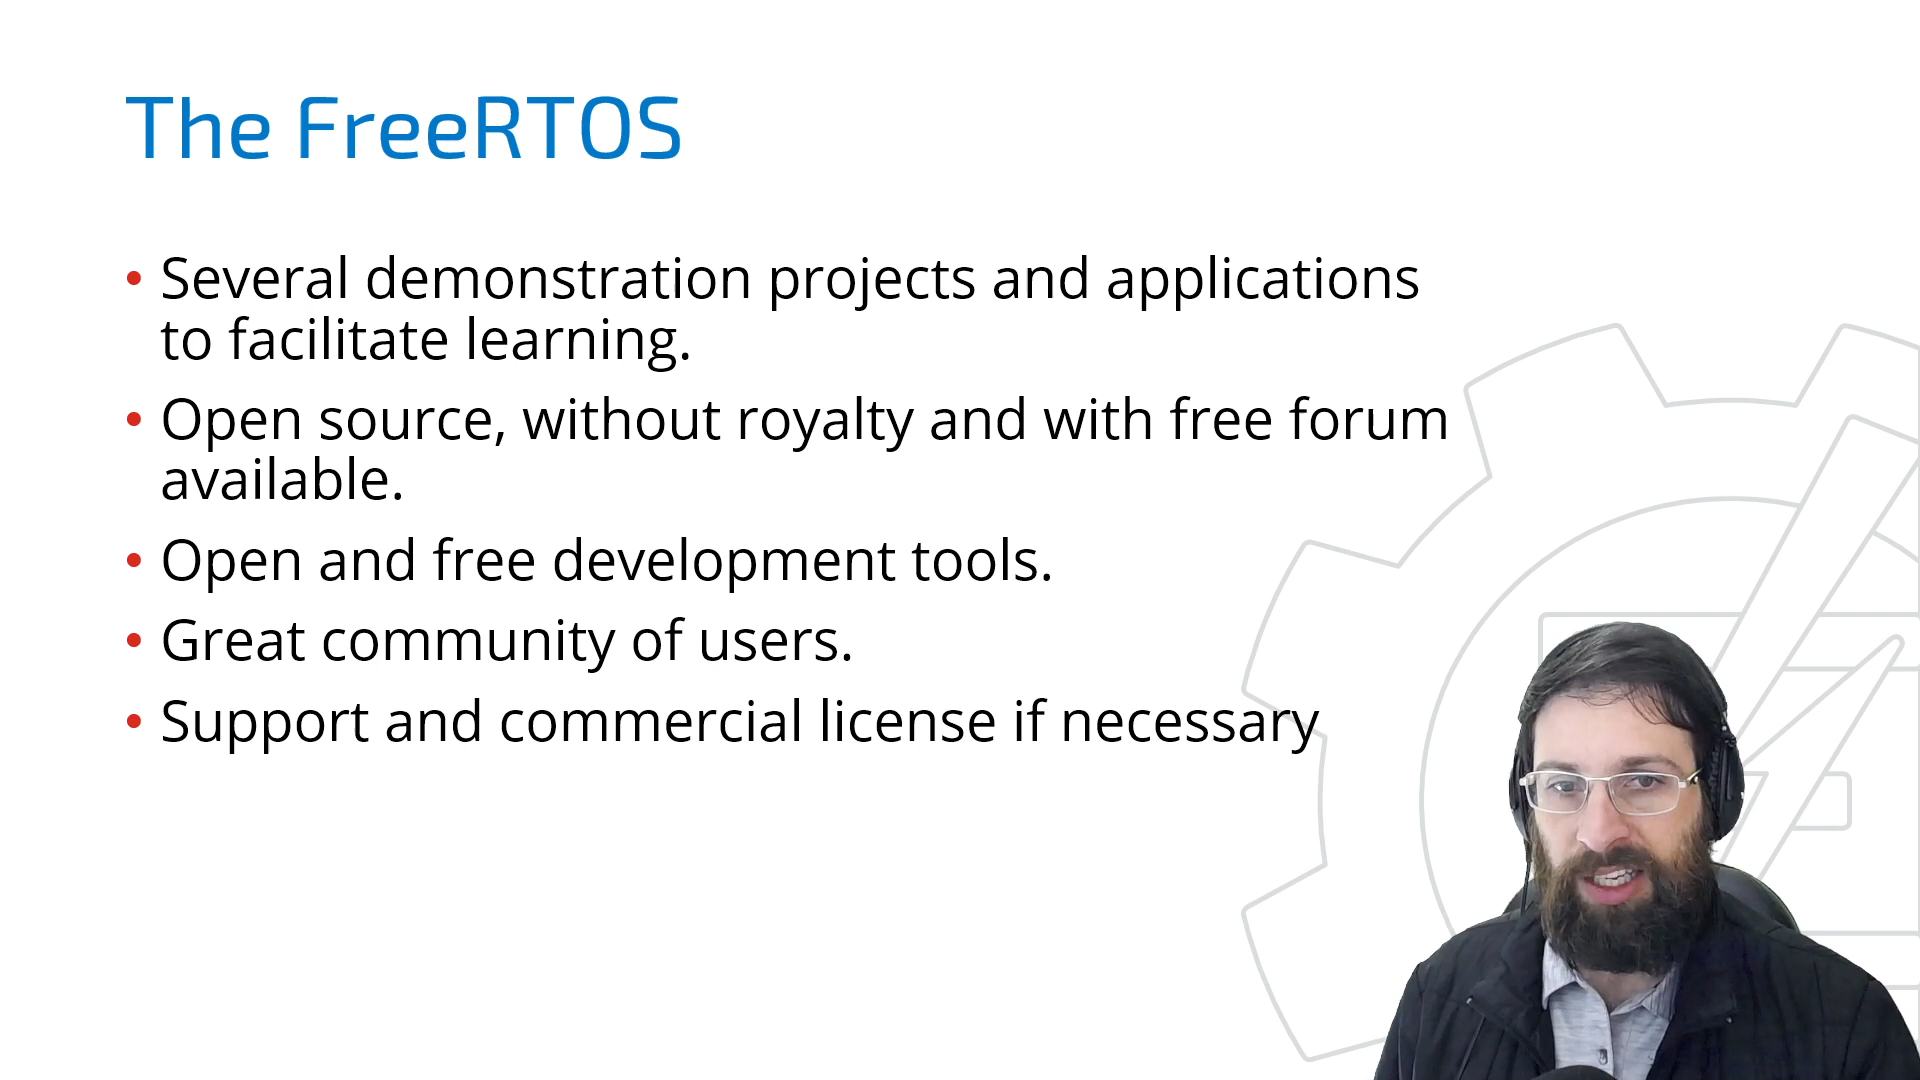 The FreeRTOS
• Several demonstration projects and applications
to facilitate learning.
• Open source, without royalty and with free forum
available.
• Open and free development tools.
• Great community of users.
• Support and commercial license if necessary